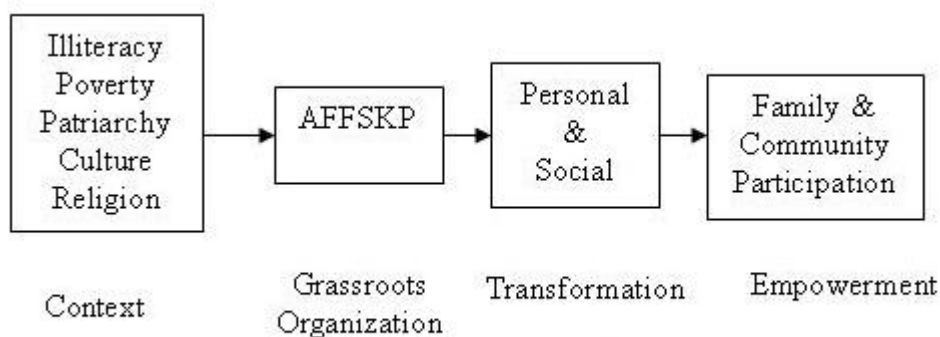 Illiteracy
Poverty
Patriarchy
Culture
Religion
AFFSKP
Personal
&
Social
Family &
Community
Participation
Context
Grassroots
Organization
Transformation
Empowerment